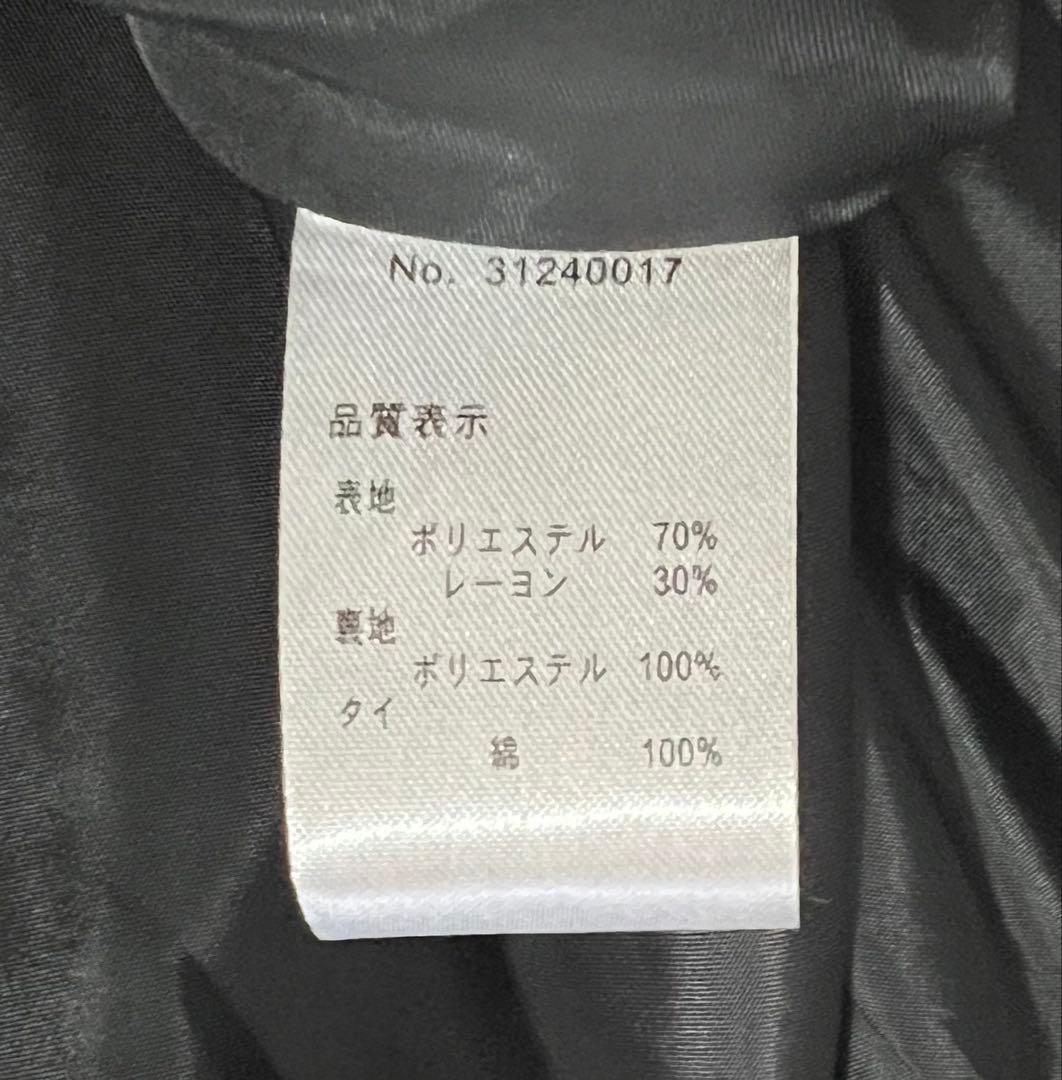 No. 31240017
品質表示
表地
ポリエステル 70%
レーヨン 30%
裏地
ポリエステル 100%
タイ
綿 100%